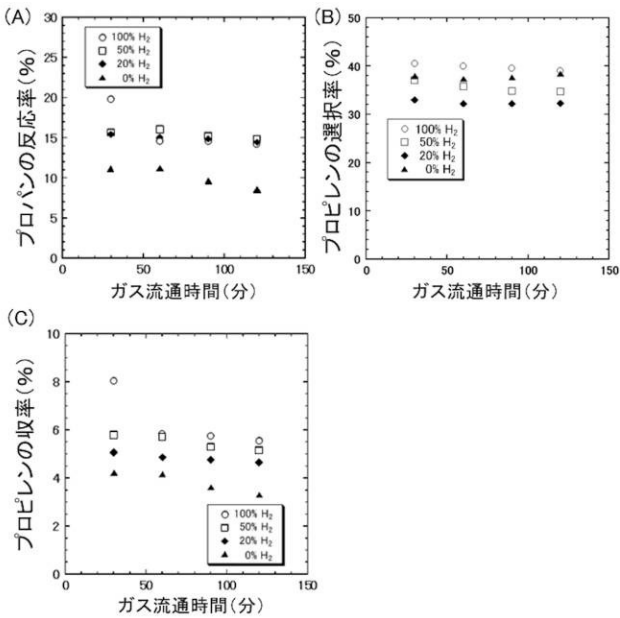 (A)
プロパンの反応率(%)
30
25
20
15
10
5
0
100% H₂
50% H₂
20% H₂
0% H₂
0
50
100
150
ガス流通時間(分)
(B)
プロピレンの選択率(%)
50
40
30
20
10
0
100% H₂
50% H₂
20% H₂
0% H₂
0
50
100
150
ガス流通時間(分)
(C)
プロピレンの収率(%)
10
8
6
4
2
0
100% H₂
50% H₂
20% H₂
0% H₂
0
50
100
150
ガス流通時間(分)